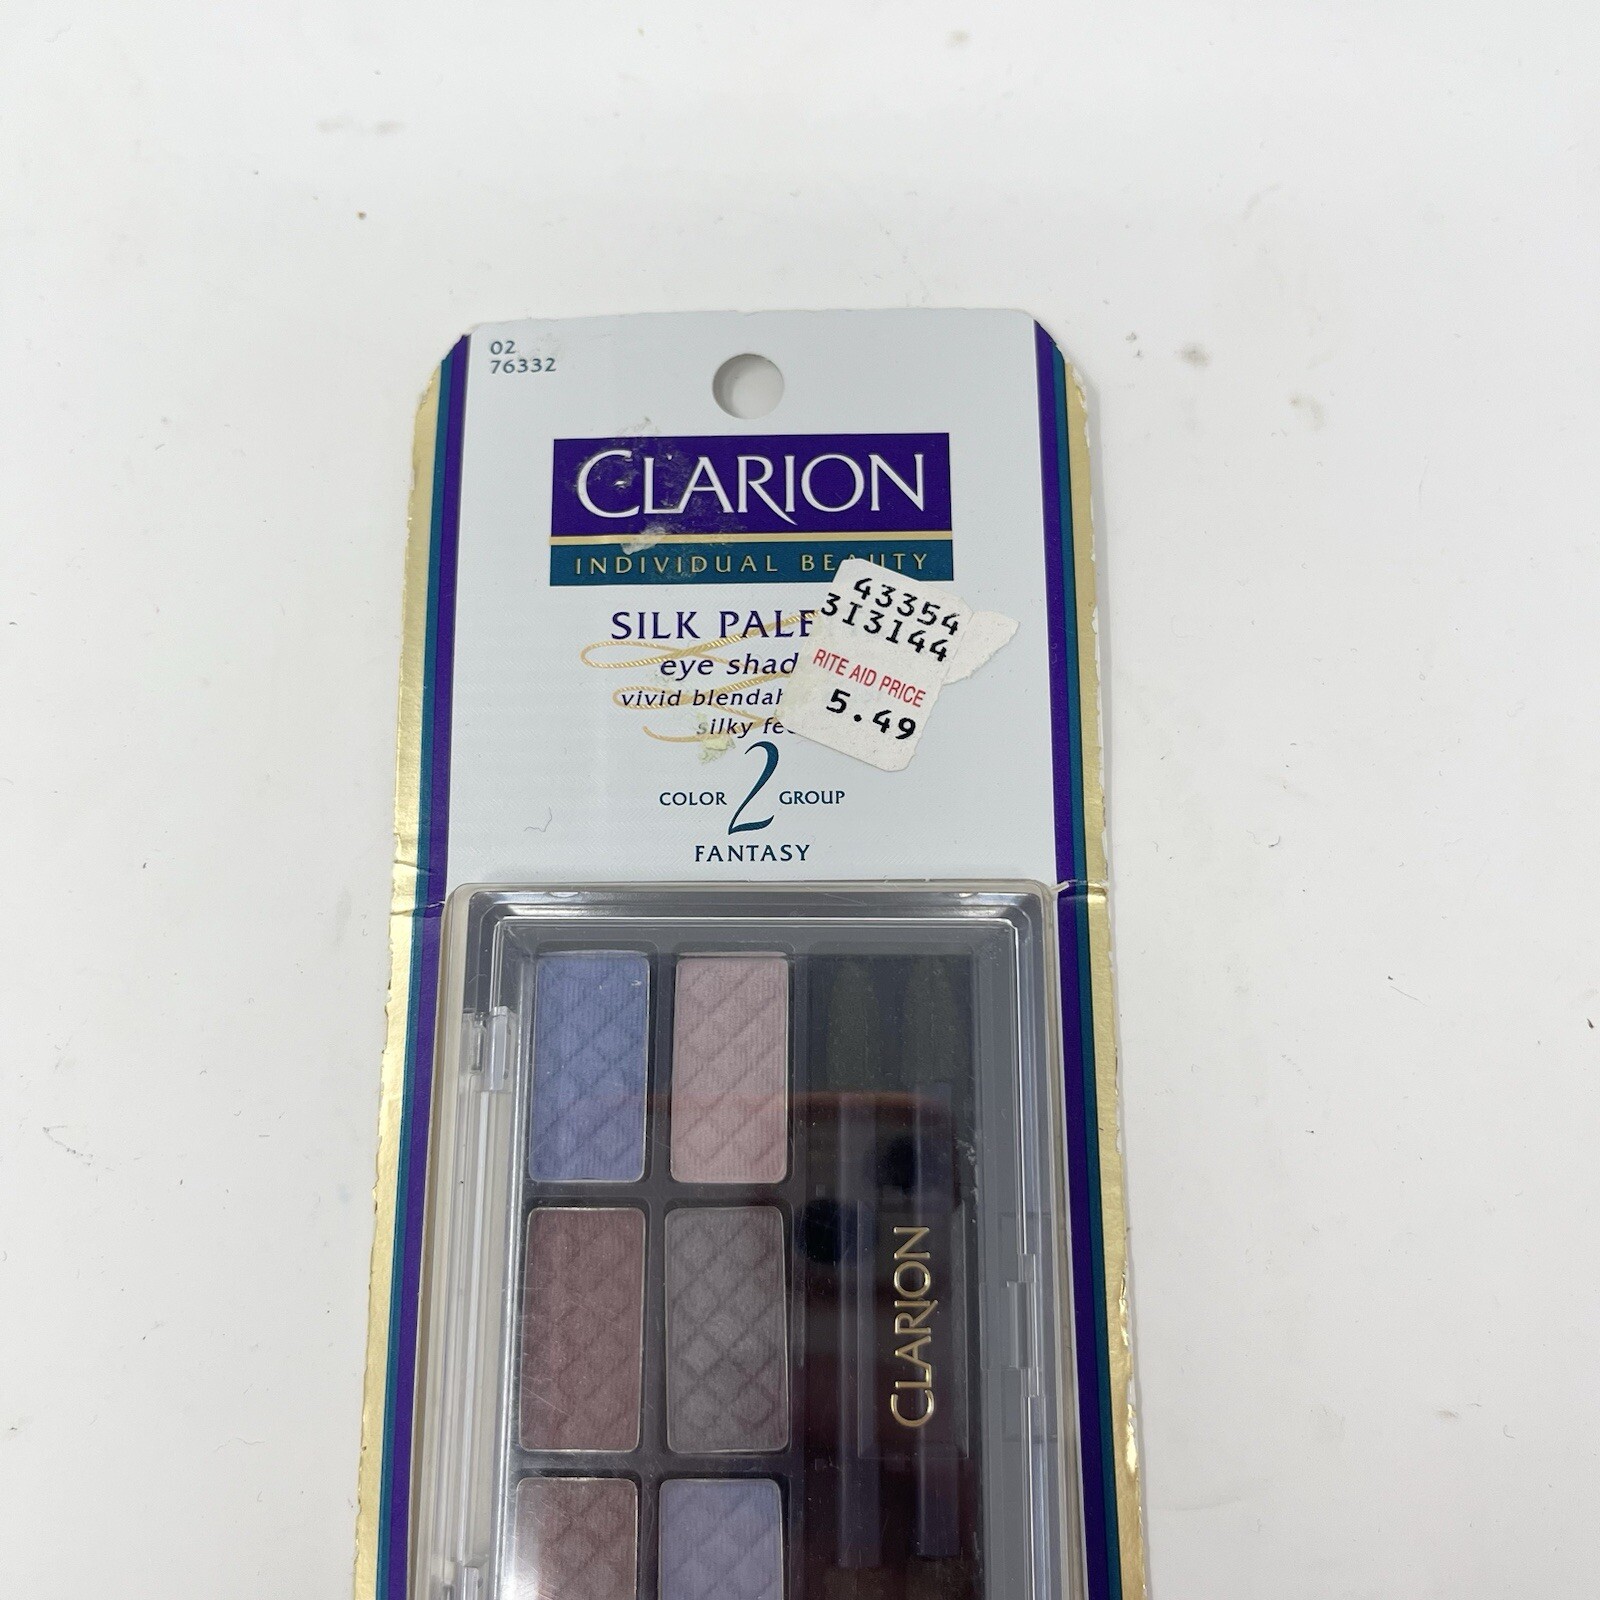 02
76332
CLARION
INDIVIDUAL BEAUTY
SILK PALE
eye shad
vivid blendab
silky fe
43354
313144
RITE AID PRICE
5.49
COLOR 2 GROUP
FANTASY
CLARION